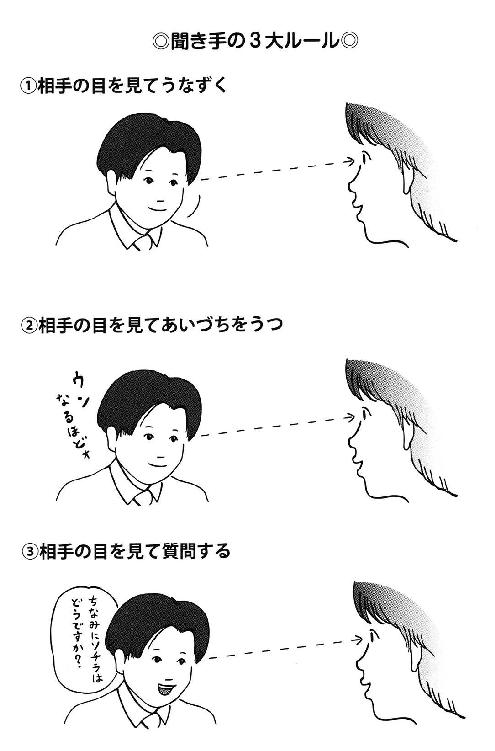 ◎聞き手の3大ルール◎
①相手の目を見てうなずく
②相手の目を見てあいづちをうつ
ウン
なるほど☆
③相手の目を見て質問する
ちなみにソチラは
どうですか?